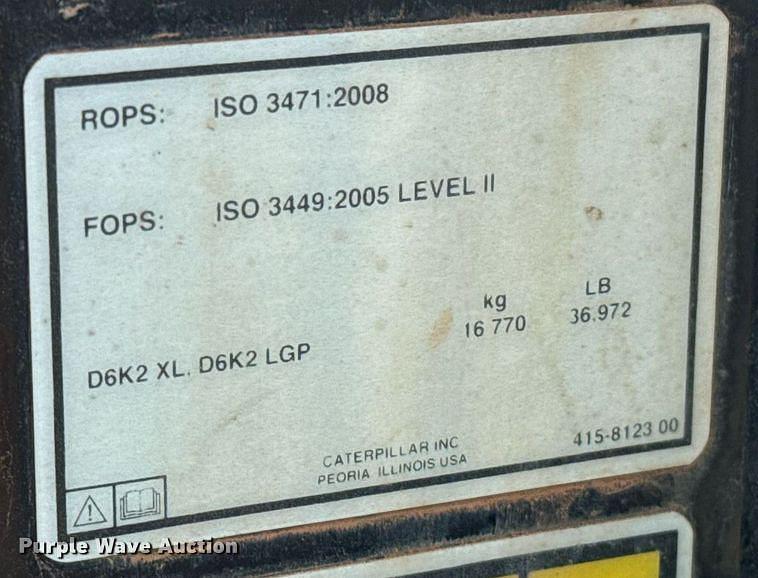 ROPS: ISO 3471:2008
FOPS: ISO 3449:2005 LEVEL II
kg LB
D6K2 XL, D6K2 LGP 16 770 36,972
CATERPILLAR INC
PEORIA ILLINOIS USA
415-8123 00
Purple Wave Auction